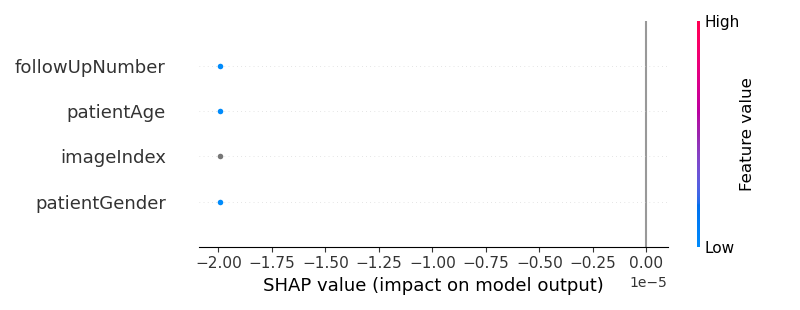 High
followUpNumber
patientAge
imageIndex
patientGender
Feature value
Low
−2.00 −1.75 −1.50 −1.25 −1.00 −0.75 −0.50 −0.25 0.00
1e−5
SHAP value (impact on model output)